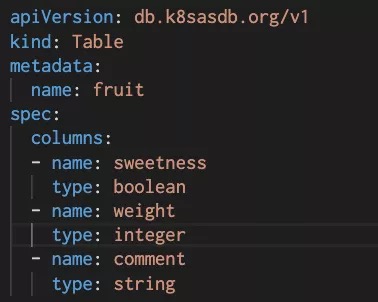 apiVersion: db.k8sasdb.org/v1
kind: Table
metadata:
  name: fruit
spec:
  columns:
  - name: sweetness
    type: boolean
  - name: weight
    type: integer
  - name: comment
    type: string